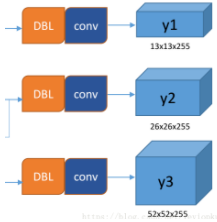 DBL conv y1
13x13x255
DBL conv y2
26x26x255
DBL conv y3
52x52x255